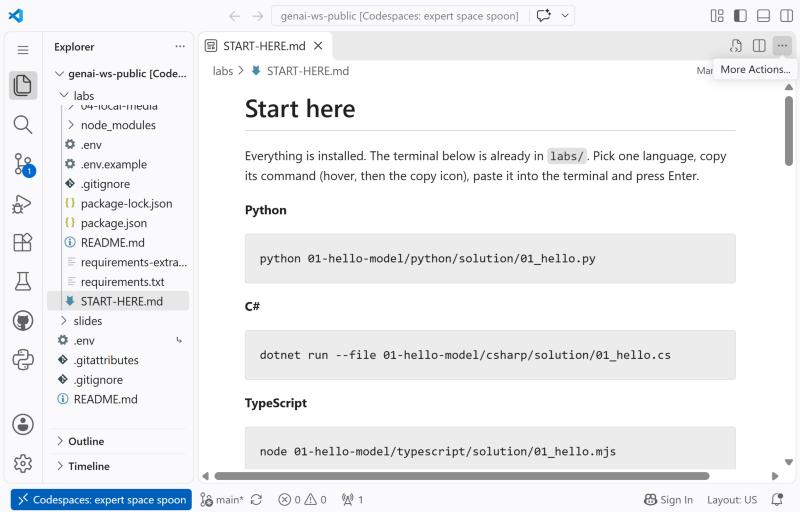 genai-ws-public [Codespaces: expert space spoon]
Explorer
START-HERE.md
More Actions...
genai-ws-public [Code...
labs > START-HERE.md
labs
04-local-media
node_modules
.env
.env.example
.gitignore
package-lock.json
package.json
README.md
requirements-extra...
requirements.txt
START-HERE.md
slides
.env
.gitattributes
.gitignore
README.md
Outline
Timeline
1
Start here
Everything is installed. The terminal below is already in labs/. Pick one language, copy
its command (hover, then the copy icon), paste it into the terminal and press Enter.
Python
python 01-hello-model/python/solution/01_hello.py
C#
dotnet run --file 01-hello-model/csharp/solution/01_hello.cs
TypeScript
node 01-hello-model/typescript/solution/01_hello.mjs
Codespaces: expert space spoon
main*
0
0
1
Sign In
Layout: US